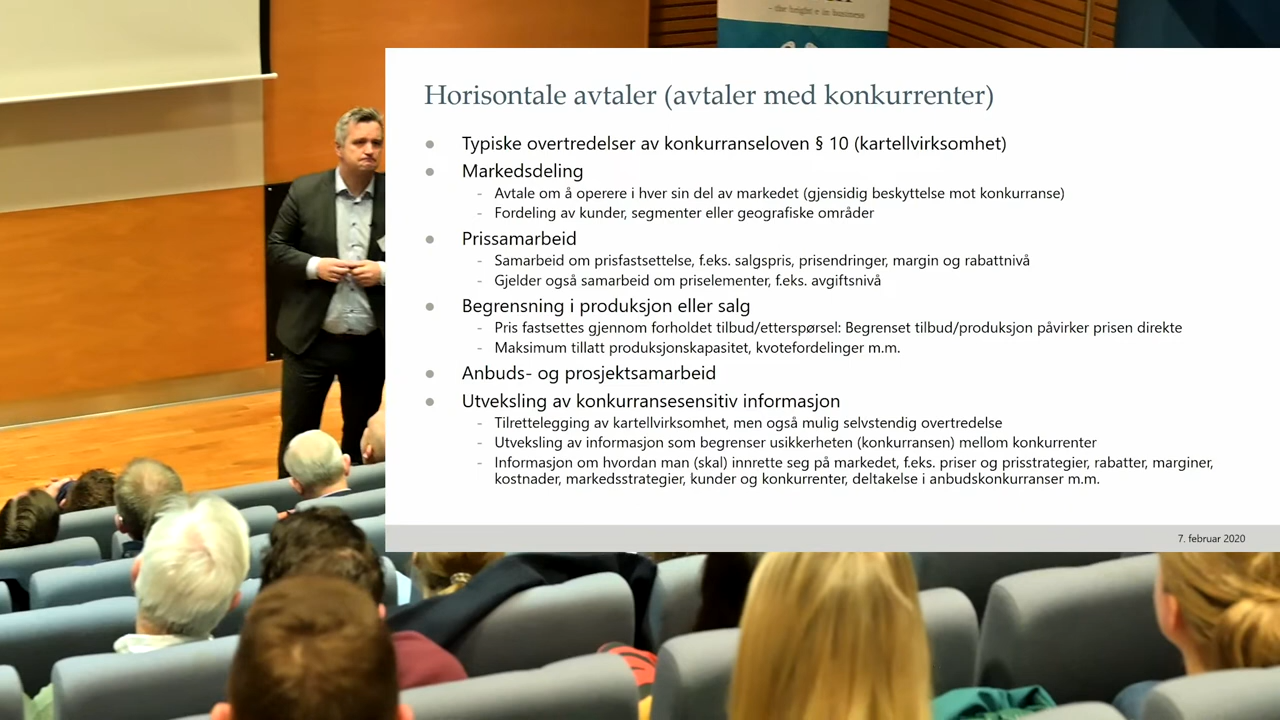 - the bright e in business
Horisontale avtaler (avtaler med konkurrenter)
Typiske overtredelser av konkurranseloven § 10 (kartellvirksomhet)
Markedsdeling
- Avtale om å operere i hver sin del av markedet (gjensidig beskyttelse mot konkurranse)
- Fordeling av kunder, segmenter eller geografiske områder
Prissamarbeid
- Samarbeid om prisfastsettelse, f.eks. salgspris, prisendringer, margin og rabattnivå
- Gjelder også samarbeid om priselementer, f.eks. avgiftsnivå
Begrensning i produksjon eller salg
- Pris fastsettes gjennom forholdet tilbud/etterspørsel: Begrenset tilbud/produksjon påvirker prisen direkte
- Maksimum tillatt produksjonskapasitet, kvotefordelinger m.m.
Anbuds- og prosjektsamarbeid
Utveksling av konkurransesensitiv informasjon
- Tilrettelegging av kartellvirksomhet, men også mulig selvstendig overtredelse
- Utveksling av informasjon som begrenser usikkerheten (konkurransen) mellom konkurrenter
- Informasjon om hvordan man (skal) innrette seg på markedet, f.eks. priser og prisstrategier, rabatter, marginer,
kostnader, markedsstrategier, kunder og konkurrenter, deltakelse i anbudskonkurranser m.m.
7. februar 2020